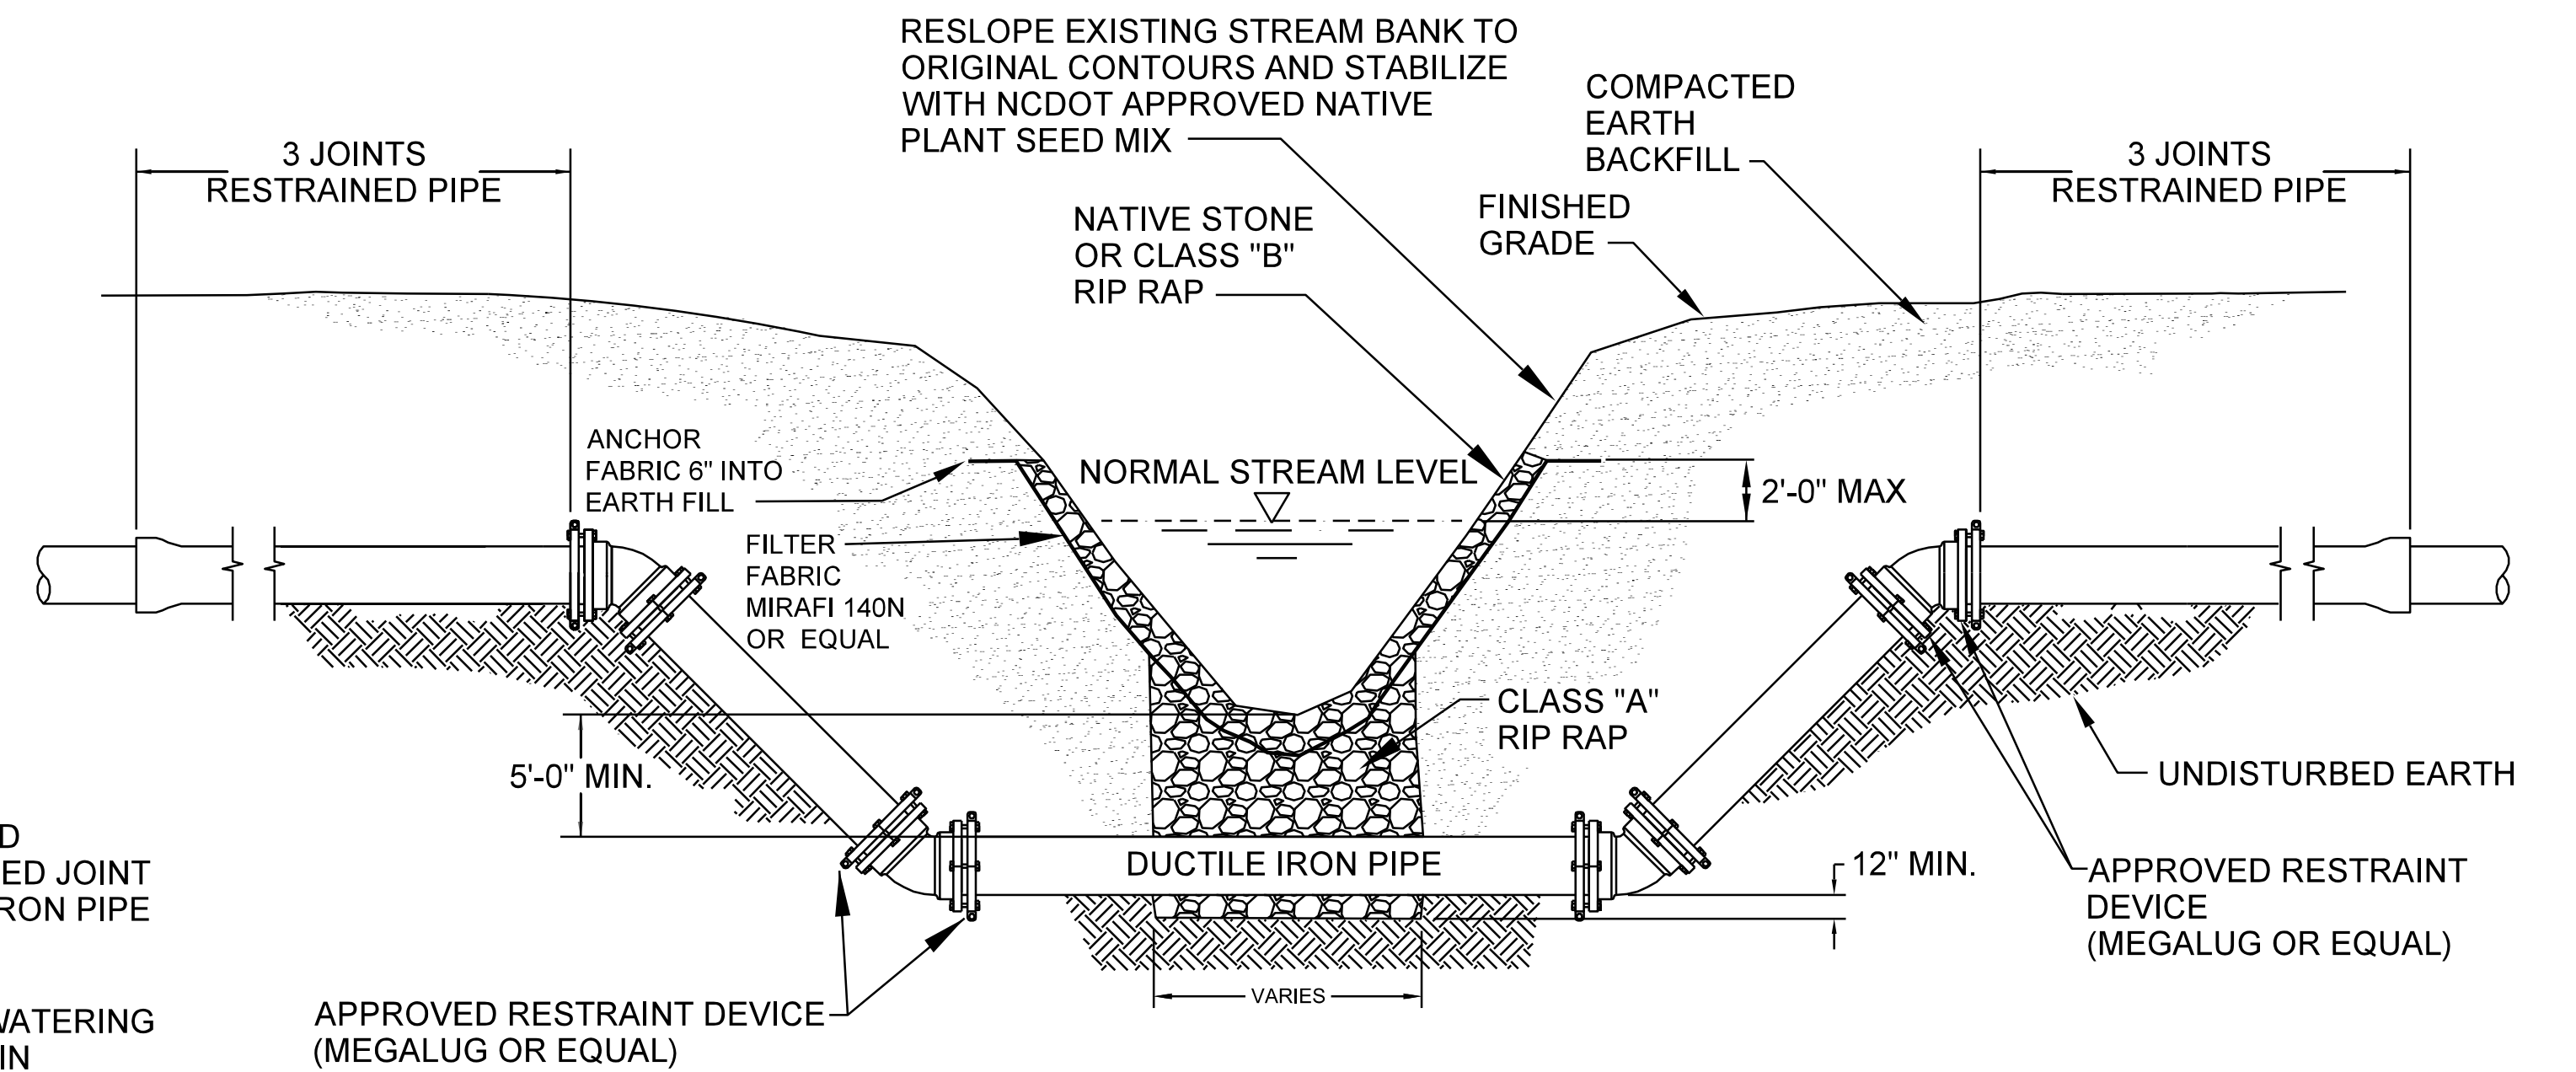 RESLOPE EXISTING STREAM BANK TO
ORIGINAL CONTOURS AND STABILIZE
WITH NCDOT APPROVED NATIVE
PLANT SEED MIX
COMPACTED
EARTH
BACKFILL
3 JOINTS
RESTRAINED PIPE
3 JOINTS
RESTRAINED PIPE
NATIVE STONE
OR CLASS "B"
RIP RAP
FINISHED
GRADE
ANCHOR
FABRIC 6" INTO
EARTH FILL
NORMAL STREAM LEVEL
2'-0" MAX
FILTER
FABRIC
MIRAFI 140N
OR EQUAL
CLASS "A"
RIP RAP
5'-0" MIN.
UNDISTURBED EARTH
D
ED JOINT
RON PIPE
DUCTILE IRON PIPE
12" MIN.
APPROVED RESTRAINT
DEVICE
(MEGALUG OR EQUAL)
VARIES
WATERING
IN
APPROVED RESTRAINT DEVICE
(MEGALUG OR EQUAL)